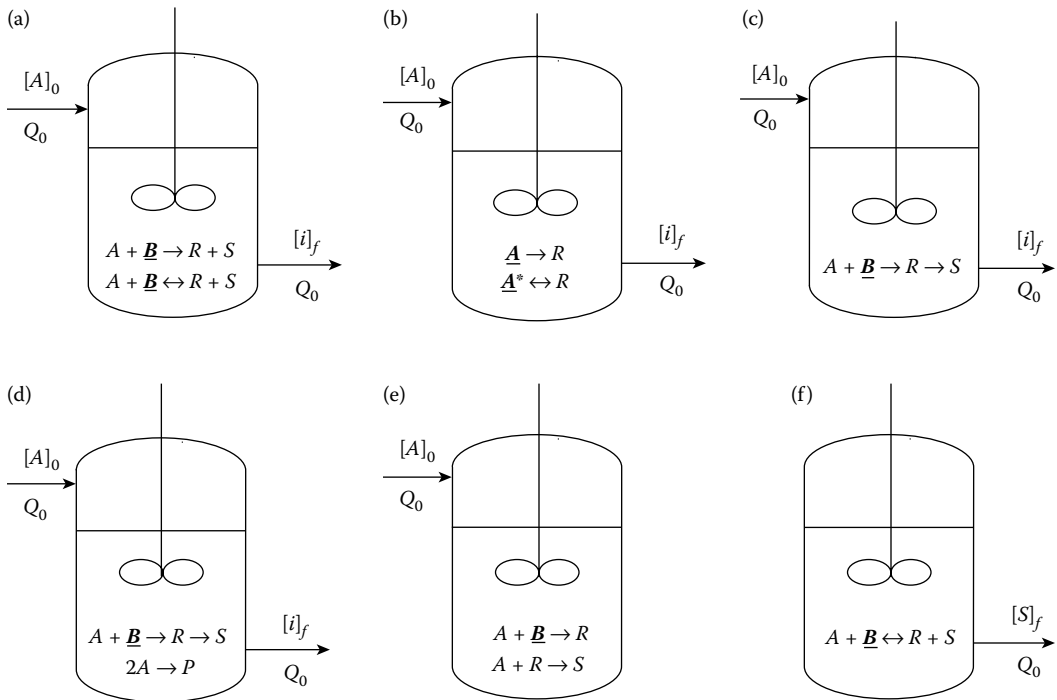 (a)
[A]₀
Q₀
A + B → R + S
A + B ↔ R + S
[i]f
Q₀
(b)
[A]₀
Q₀
A → R
A* ↔ R
[i]f
Q₀
(c)
[A]₀
Q₀
A + B → R → S
[i]f
Q₀
(d)
[A]₀
Q₀
A + B → R → S
2A → P
[i]f
Q₀
(e)
[A]₀
Q₀
A + B → R
A + R → S
(f)
A + B ↔ R + S
[S]f
Q₀